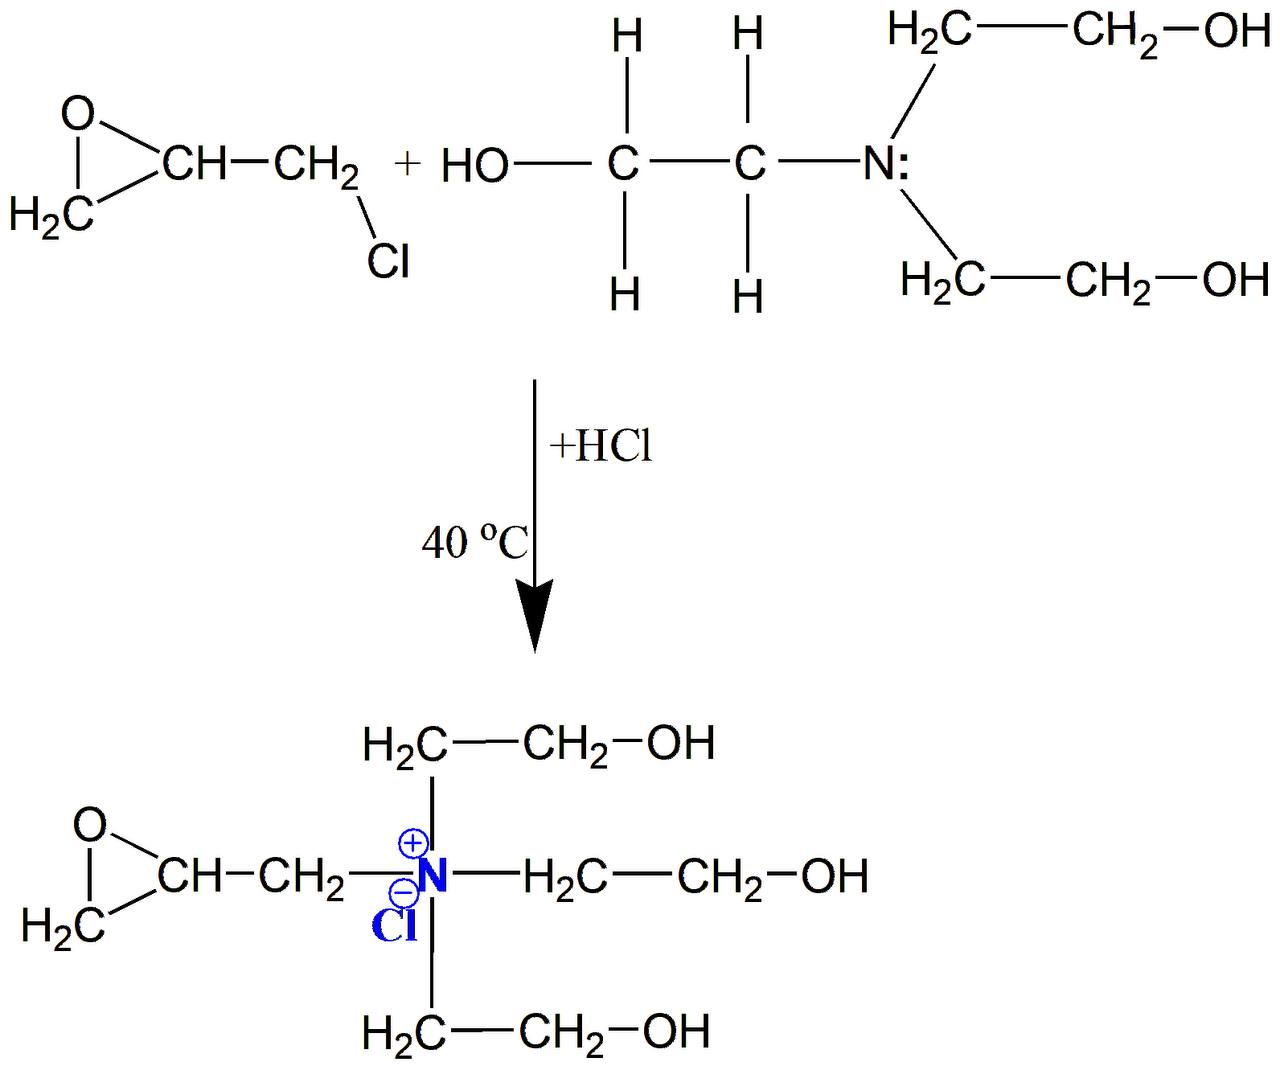 H H H₂C CH₂ OH
O CH CH₂ + HO C C N:
H₂C Cl H H H₂C CH₂ OH
+HCl
40 ºC
H₂C CH₂ OH
O CH CH₂ N⊕ H₂C CH₂ OH
H₂C Cl⊖
H₂C CH₂ OH